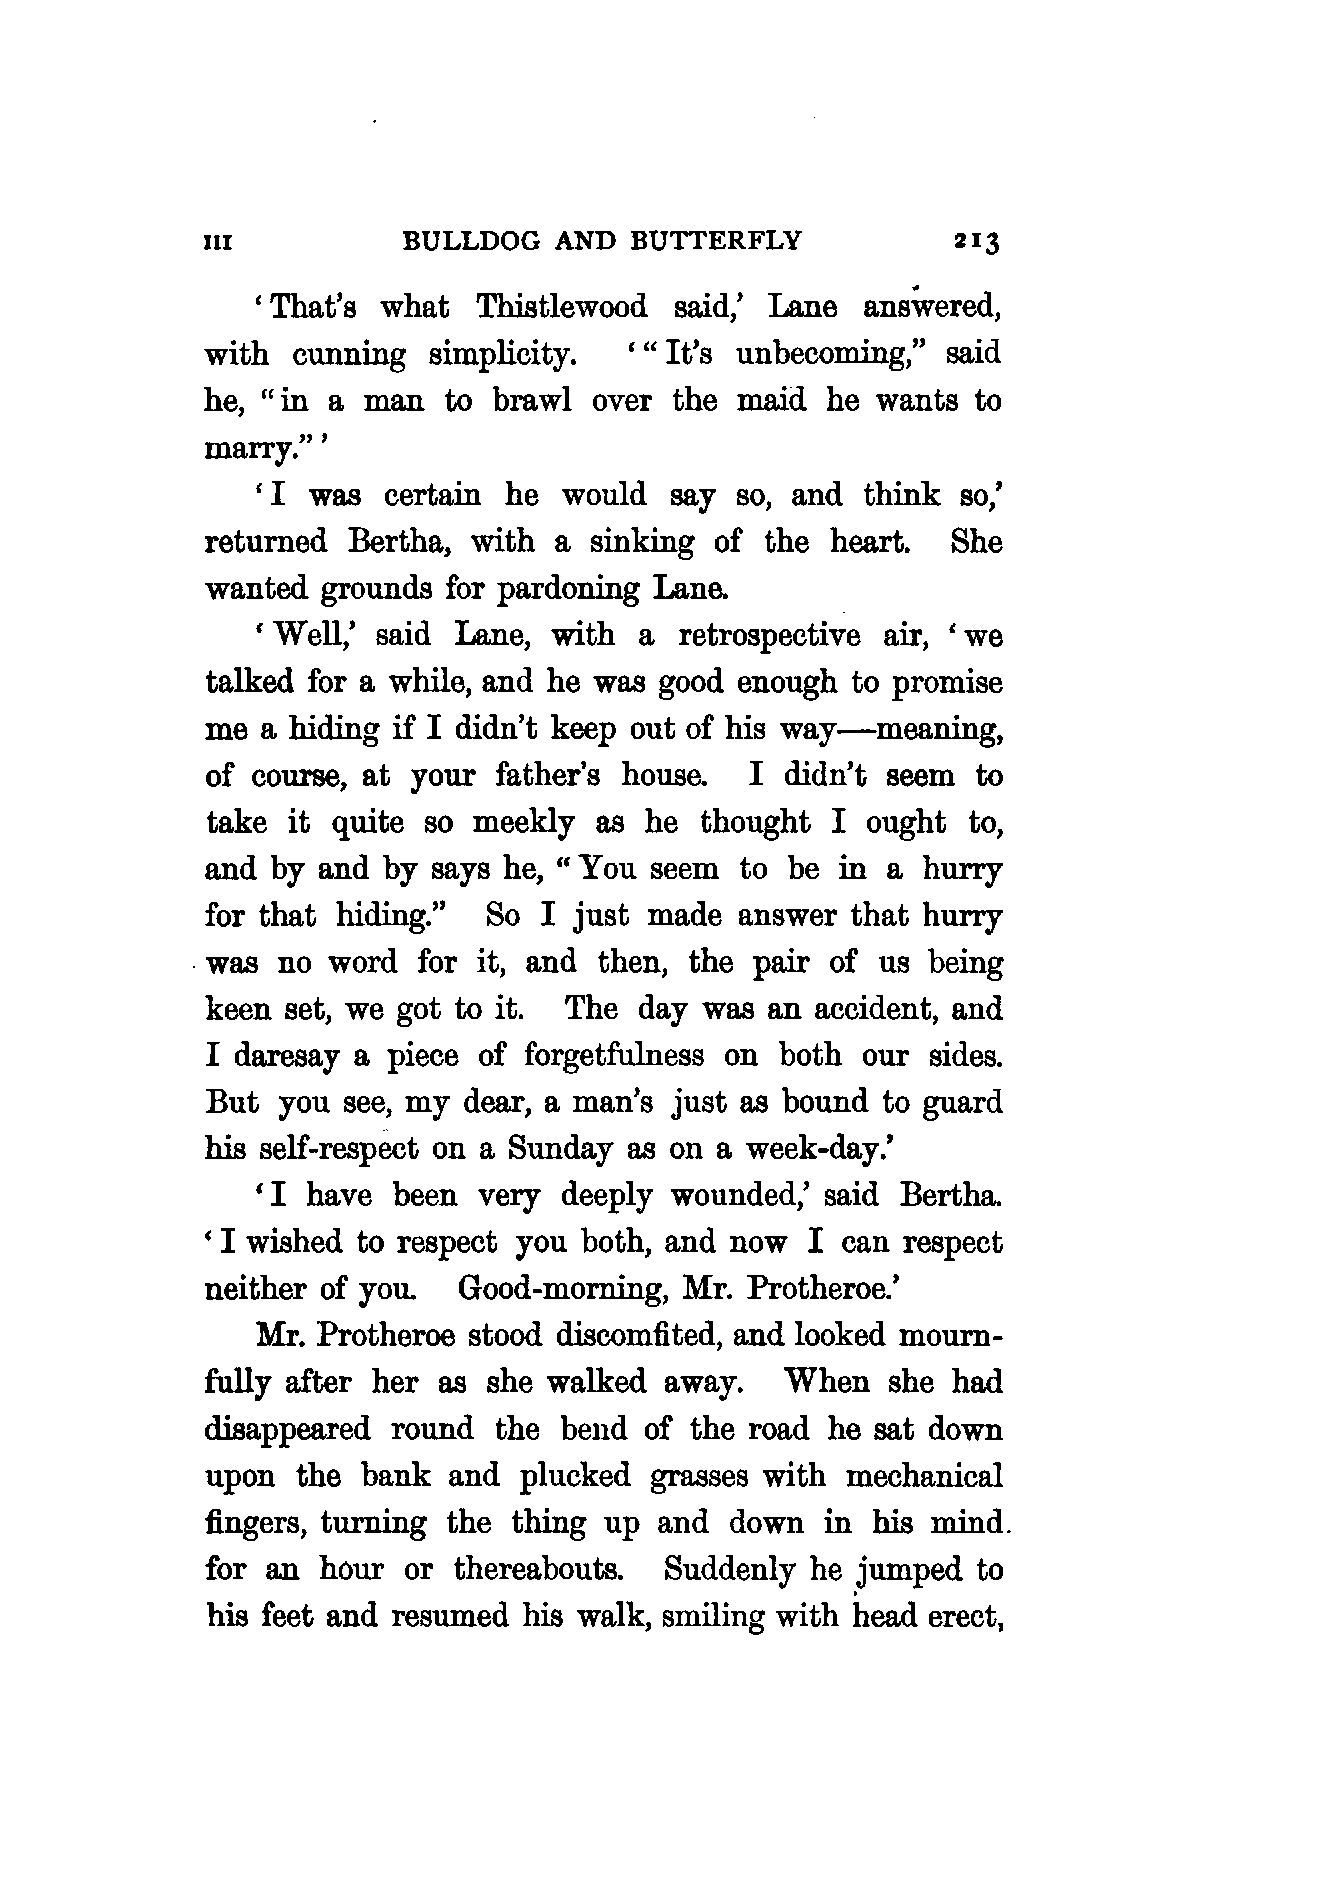 III BULLDOG AND BUTTERFLY 213
‘That’s what Thistlewood said,’ Lane answered,
with cunning simplicity. ‘“It’s unbecoming,” said
he, “in a man to brawl over the maid he wants to
marry.”’
‘I was certain he would say so, and think so,’
returned Bertha, with a sinking of the heart. She
wanted grounds for pardoning Lane.
‘Well,’ said Lane, with a retrospective air, ‘we
talked for a while, and he was good enough to promise
me a hiding if I didn’t keep out of his way—meaning,
of course, at your father’s house. I didn’t seem to
take it quite so meekly as he thought I ought to,
and by and by says he, “You seem to be in a hurry
for that hiding.” So I just made answer that hurry
was no word for it, and then, the pair of us being
keen set, we got to it. The day was an accident, and
I daresay a piece of forgetfulness on both our sides.
But you see, my dear, a man’s just as bound to guard
his self-respect on a Sunday as on a week-day.’
‘I have been very deeply wounded,’ said Bertha.
‘I wished to respect you both, and now I can respect
neither of you. Good-morning, Mr. Protheroe.’
Mr. Protheroe stood discomfited, and looked mourn-
fully after her as she walked away. When she had
disappeared round the bend of the road he sat down
upon the bank and plucked grasses with mechanical
fingers, turning the thing up and down in his mind.
for an hour or thereabouts. Suddenly he jumped to
his feet and resumed his walk, smiling with head erect,